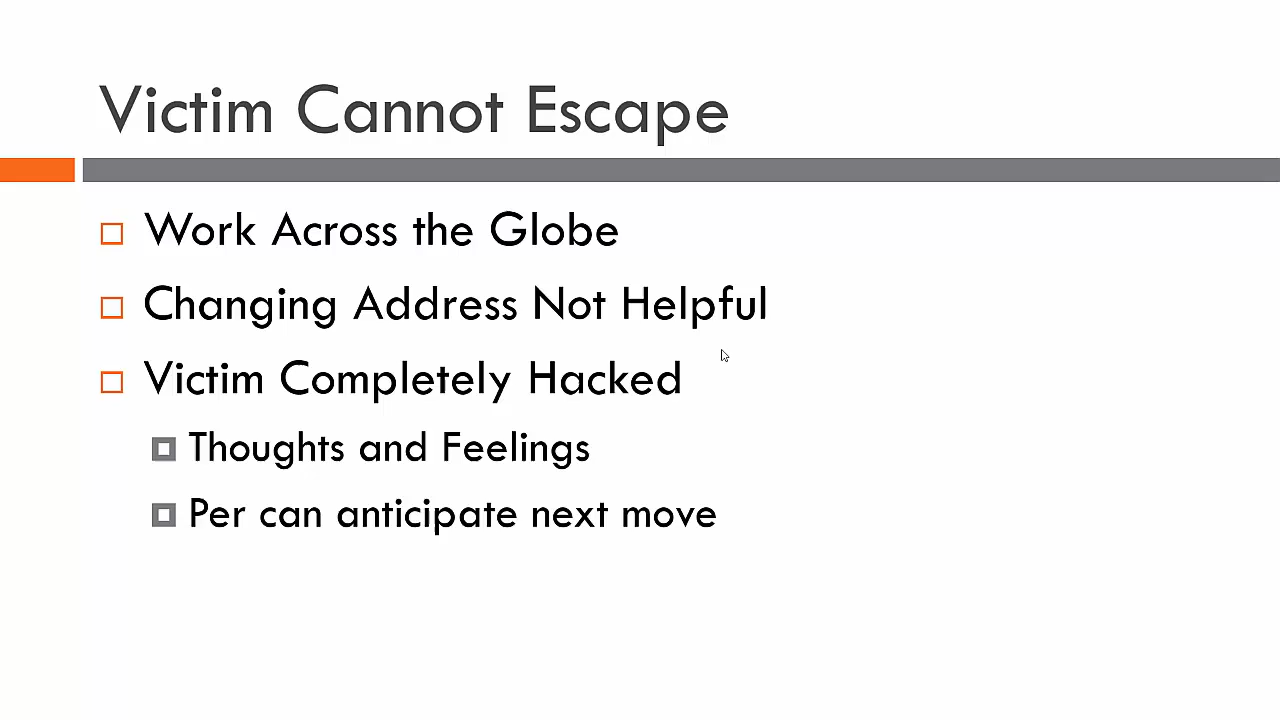 Victim Cannot Escape
Work Across the Globe
Changing Address Not Helpful
Victim Completely Hacked
Thoughts and Feelings
Per can anticipate next move